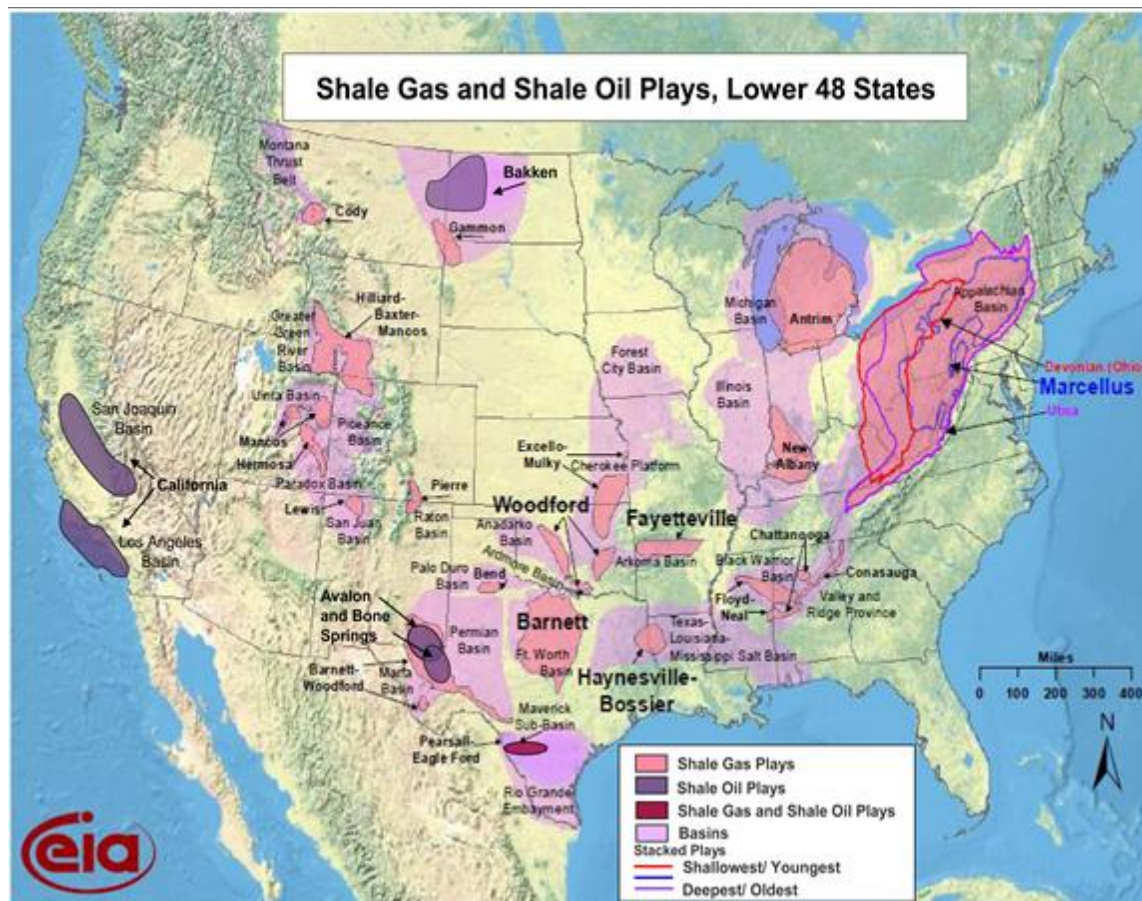 Shale Gas and Shale Oil Plays, Lower 48 States
Montana
Thrust
Belt
Cody
Bakken
Gammon
Hilliard-
Baxter-
Mancos
Greater
Green
River
Basin
Uinta Basin
Piceance
Basin
Mancos
Hermosa
Paradox Basin
Lewis
San Juan
Basin
Pierre
Raton
Basin
San Joaquin
Basin
California
Los Angeles
Basin
Michigan
Basin
Antrim
Appalachian
Basin
Devonian (Ohio
Marcellus
Utica
Forest
City Basin
Illinois
Basin
New
Albany
Excello-
Mulky
Cherokee Platform
Woodford
Anadarko
Basin
Ardmore Basin
Arkoma Basin
Fayetteville
Chattanooga
Black Warrior
Basin
Conasauga
Floyd-
Neal
Valley and
Ridge Province
Palo Duro
Basin
Bend
Avalon
and Bone
Springs
Permian
Basin
Barnett
Ft. Worth
Basin
Barnett-
Woodford
Marfa
Basin
Texas-
Louisiana-
Mississippi Salt Basin
Haynesville-
Bossier
Maverick
Sub-Basin
Pearsall-
Eagle Ford
Rio Grande
Embayment
Miles
0 100 200 300 400
N
Shale Gas Plays
Shale Oil Plays
Shale Gas and Shale Oil Plays
Basins
Stacked Plays
Shallowest/ Youngest
Deepest/ Oldest
eia